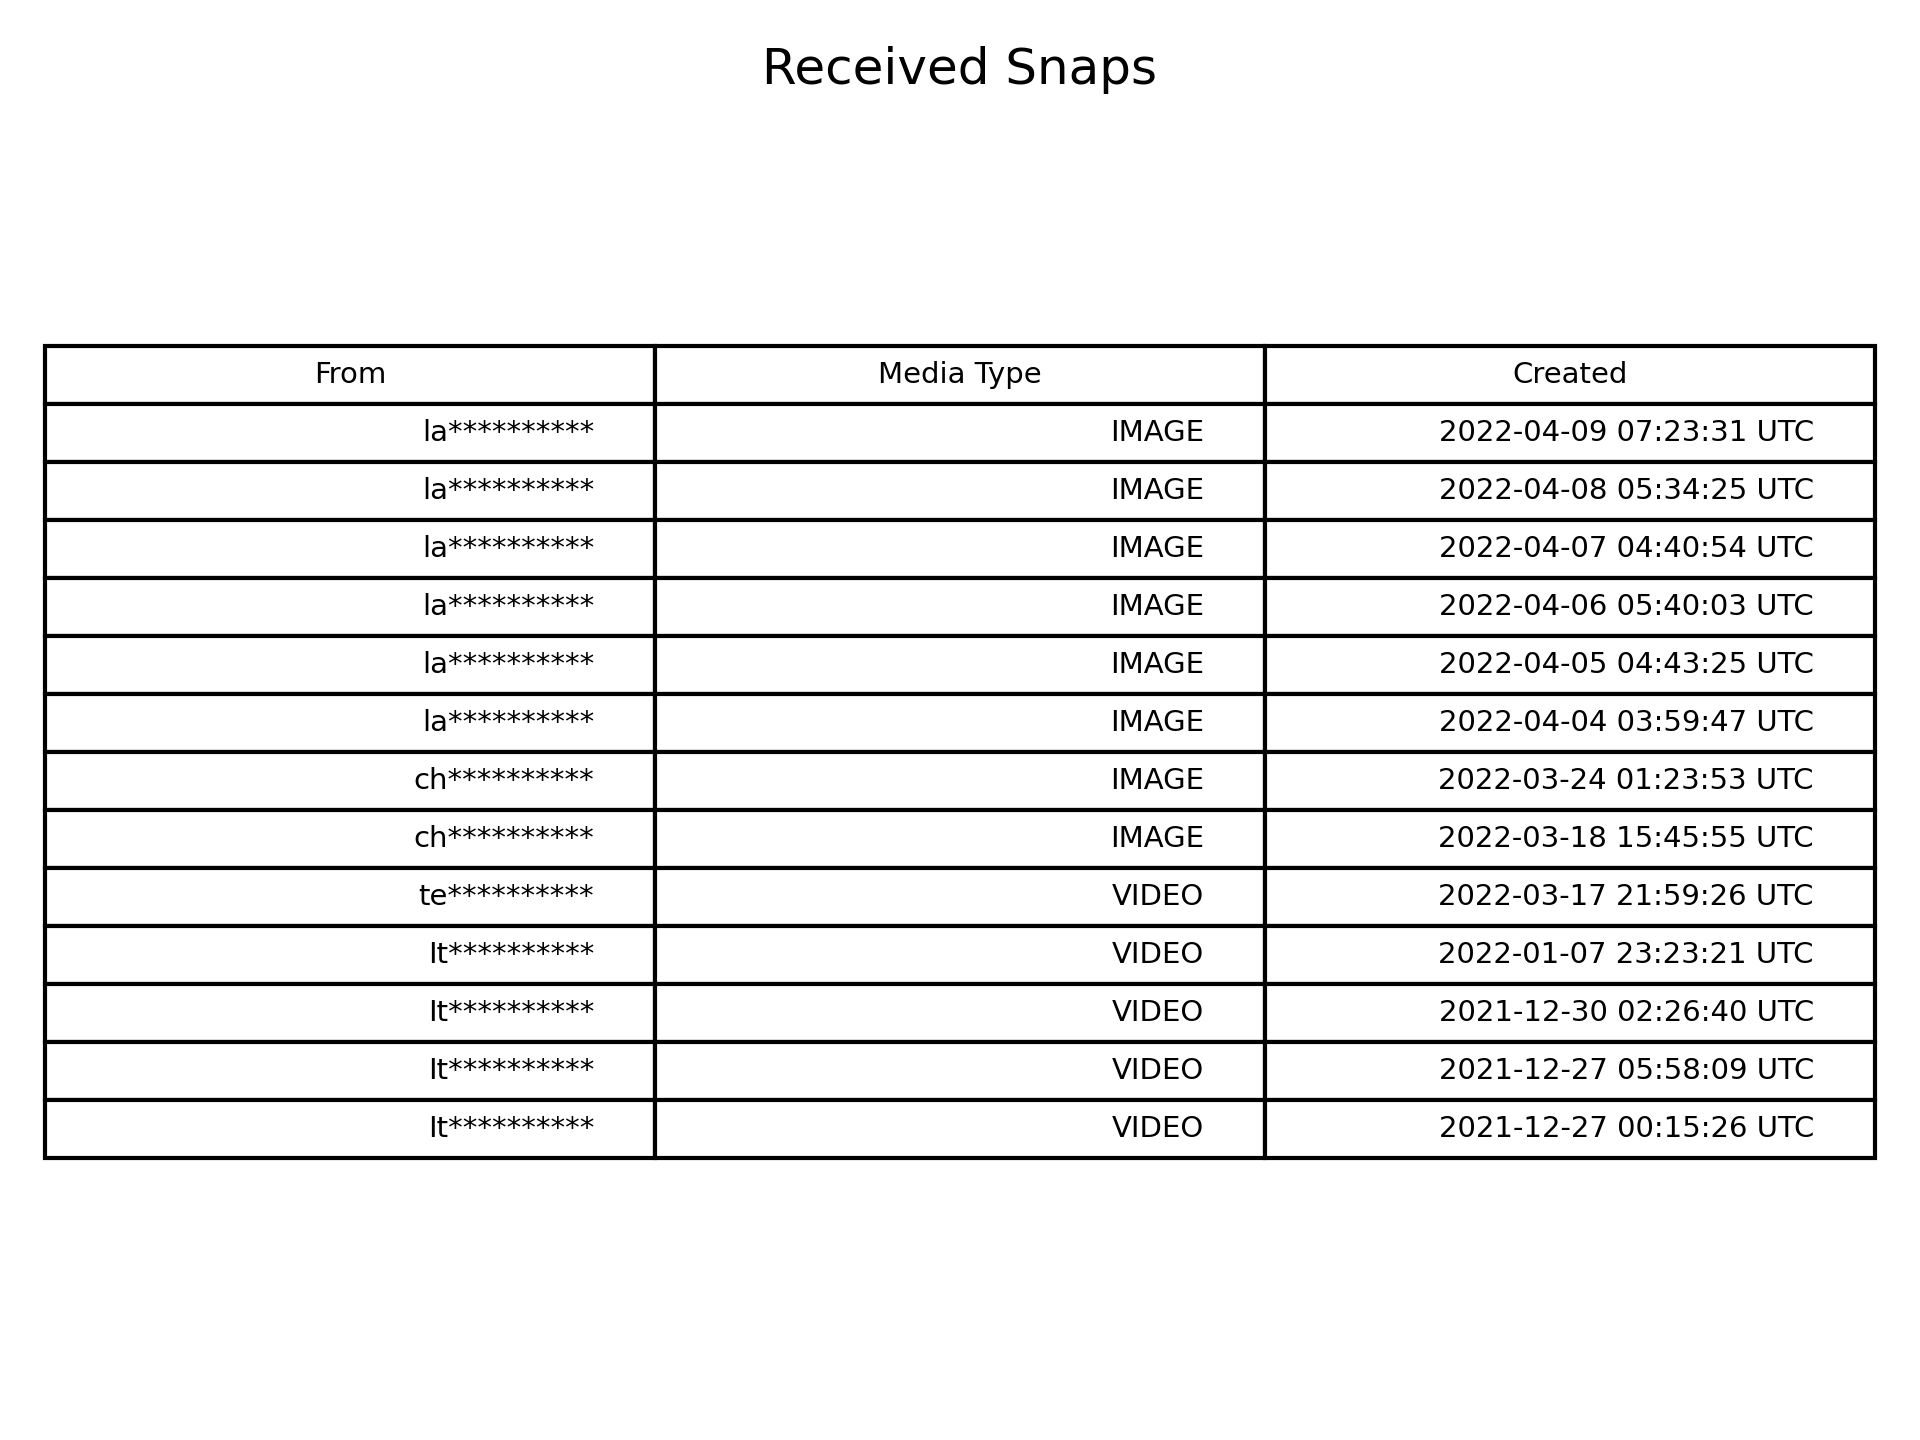 Received Snaps
From Media Type Created
la********** IMAGE 2022-04-09 07:23:31 UTC
la********** IMAGE 2022-04-08 05:34:25 UTC
la********** IMAGE 2022-04-07 04:40:54 UTC
la********** IMAGE 2022-04-06 05:40:03 UTC
la********** IMAGE 2022-04-05 04:43:25 UTC
la********** IMAGE 2022-04-04 03:59:47 UTC
ch********** IMAGE 2022-03-24 01:23:53 UTC
ch********** IMAGE 2022-03-18 15:45:55 UTC
te********** VIDEO 2022-03-17 21:59:26 UTC
It********** VIDEO 2022-01-07 23:23:21 UTC
It********** VIDEO 2021-12-30 02:26:40 UTC
It********** VIDEO 2021-12-27 05:58:09 UTC
It********** VIDEO 2021-12-27 00:15:26 UTC